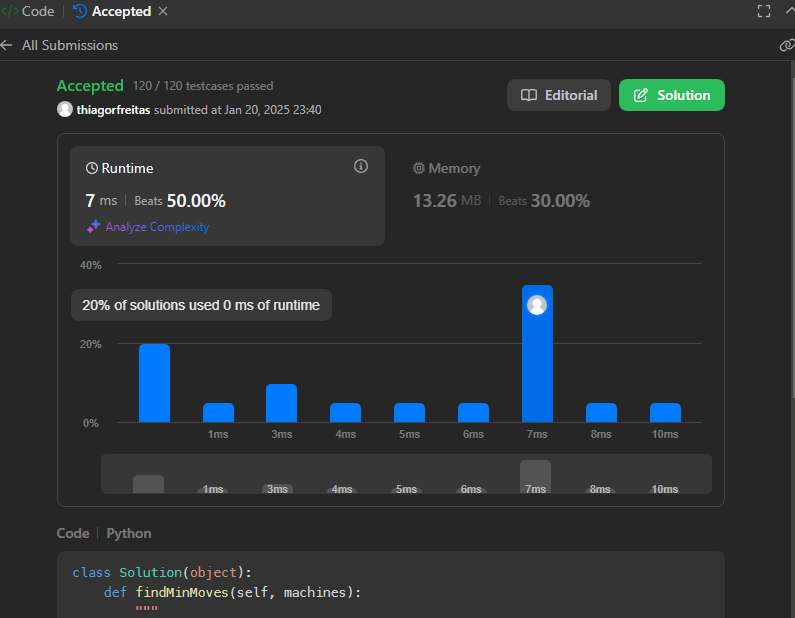 </> Code | Accepted ×
All Submissions
Accepted 120 / 120 testcases passed
thiagorfreitas submitted at Jan 20, 2025 23:40
Editorial
Solution
Runtime
7 ms | Beats 50.00%
Analyze Complexity
Memory
13.26 MB | Beats 30.00%
40%
20% of solutions used 0 ms of runtime
20%
0%
1ms 3ms 4ms 5ms 6ms 7ms 8ms 10ms
1ms 3ms 4ms 5ms 6ms 7ms 8ms 10ms
Code | Python
class Solution(object):
def findMinMoves(self, machines):
"""